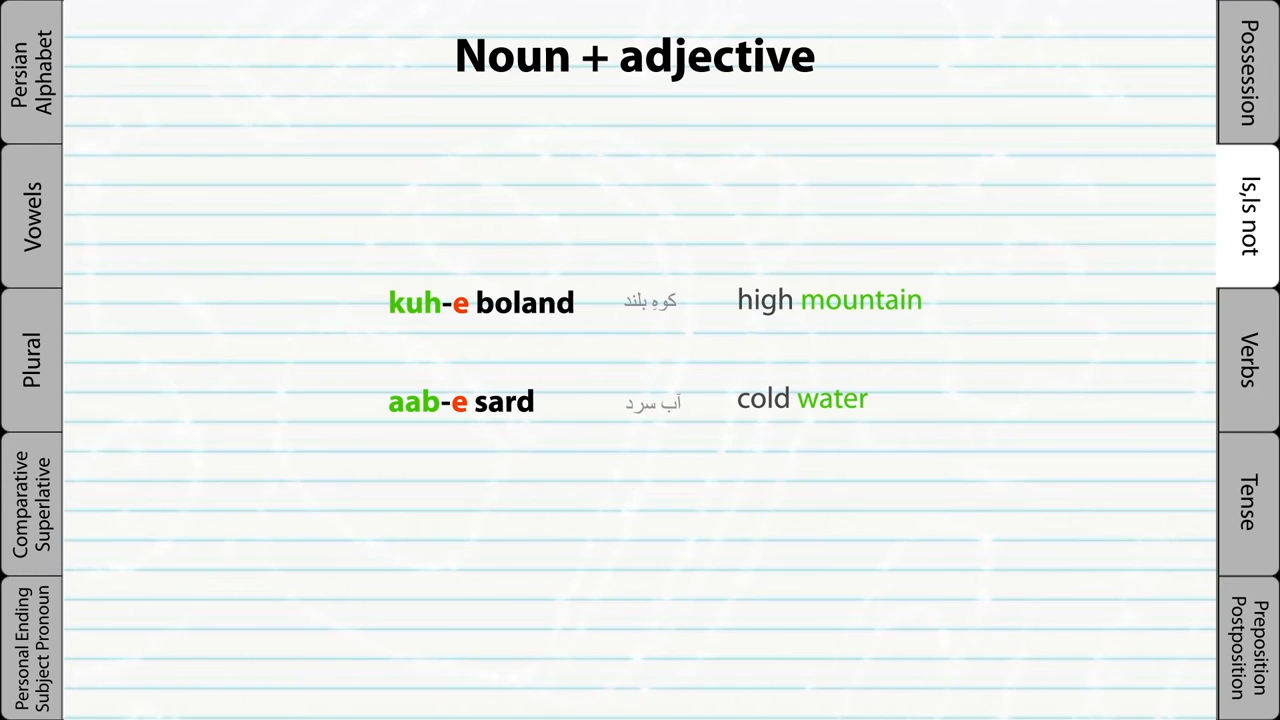 Noun + adjective
kuh-e boland کوهِ بلند high mountain
aab-e sard آب سرد cold water
Persian
Alphabet
Vowels
Plural
Comparative
Superlative
Personal Ending
Subject Pronoun
Possession
Is,Is not
Verbs
Tense
Preposition
Postposition